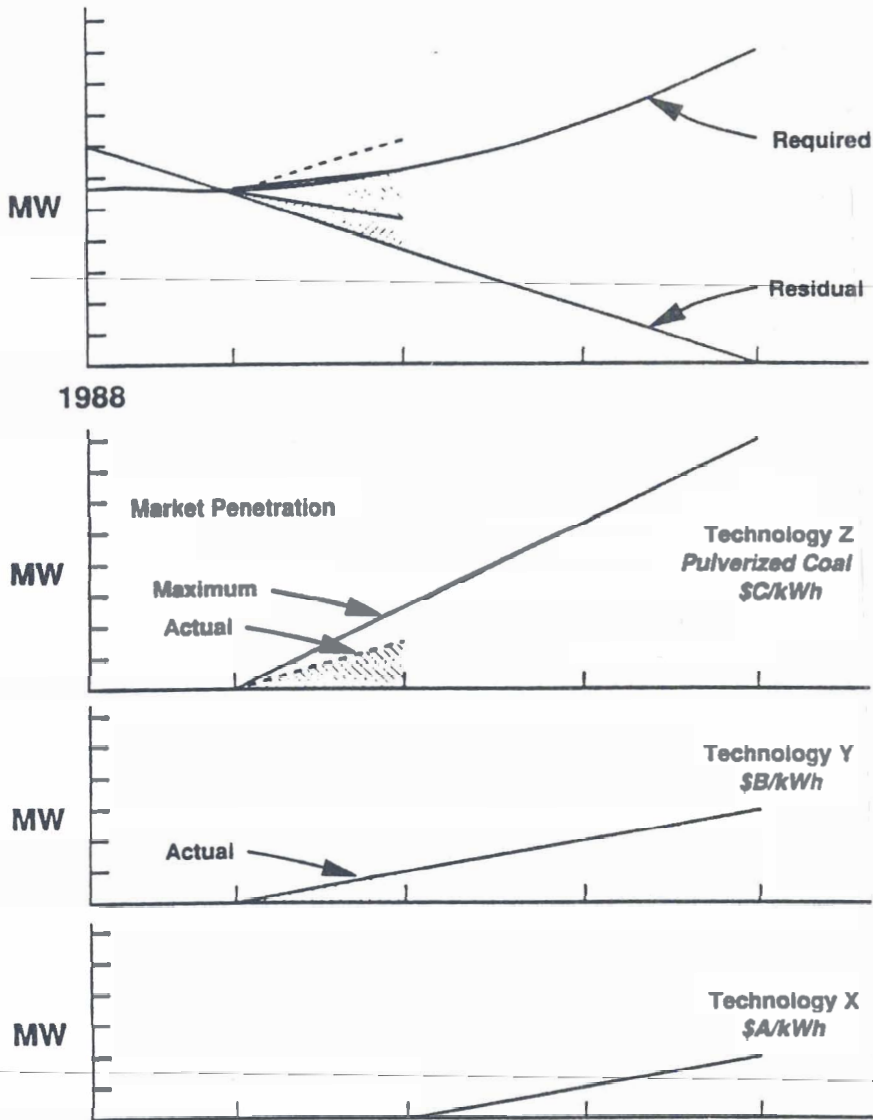 Required
MW
Residual
1988
Market Penetration
Technology Z
Pulverized Coal
$C/kWh
MW
Maximum
Actual
Technology Y
$B/kWh
MW
Actual
Technology X
$A/kWh
MW